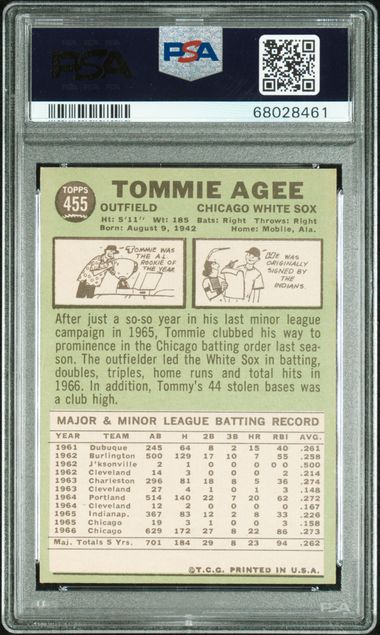 PSA
PSA
68028461
TOPPS
455
TOMMIE AGEE
OUTFIELD CHICAGO WHITE SOX
Ht: 5'11" Wt: 185 Bats: Right Throws: Right
Born: August 9, 1942 Home: Mobile, Ala.
TOMMIE WAS
THE A.L.
ROOKIE OF
THE YEAR.
HE WAS
ORIGINALLY
SIGNED BY
THE INDIANS.
After just a so-so year in his last minor league
campaign in 1965, Tommie clubbed his way to
prominence in the Chicago batting order last sea-
son. The outfielder led the White Sox in batting,
doubles, triples, home runs and total hits in
1966. In addition, Tommy's 44 stolen bases was
a club high.
MAJOR & MINOR LEAGUE BATTING RECORD
YEAR TEAM AB H 2B 3B HR RBI AVG.
1961 Dubuque 245 64 8 2 15 40 .261
1962 Burlington 500 129 17 10 7 55 .258
1962 J'ksonville 2 1 0 0 0 0 .500
1962 Cleveland 14 3 0 0 0 2 .214
1963 Charleston 296 81 18 8 5 36 .274
1963 Cleveland 27 4 1 0 1 3 .148
1964 Portland 514 140 22 7 20 62 .272
1964 Cleveland 12 2 0 0 0 0 .167
1965 Indianap. 367 83 12 2 8 33 .226
1965 Chicago 19 3 1 0 0 3 .158
1966 Chicago 629 172 27 8 22 86 .273
Maj. Totals 5 Yrs. 701 184 29 8 23 94 .262
©T.C.G. PRINTED IN U.S.A.